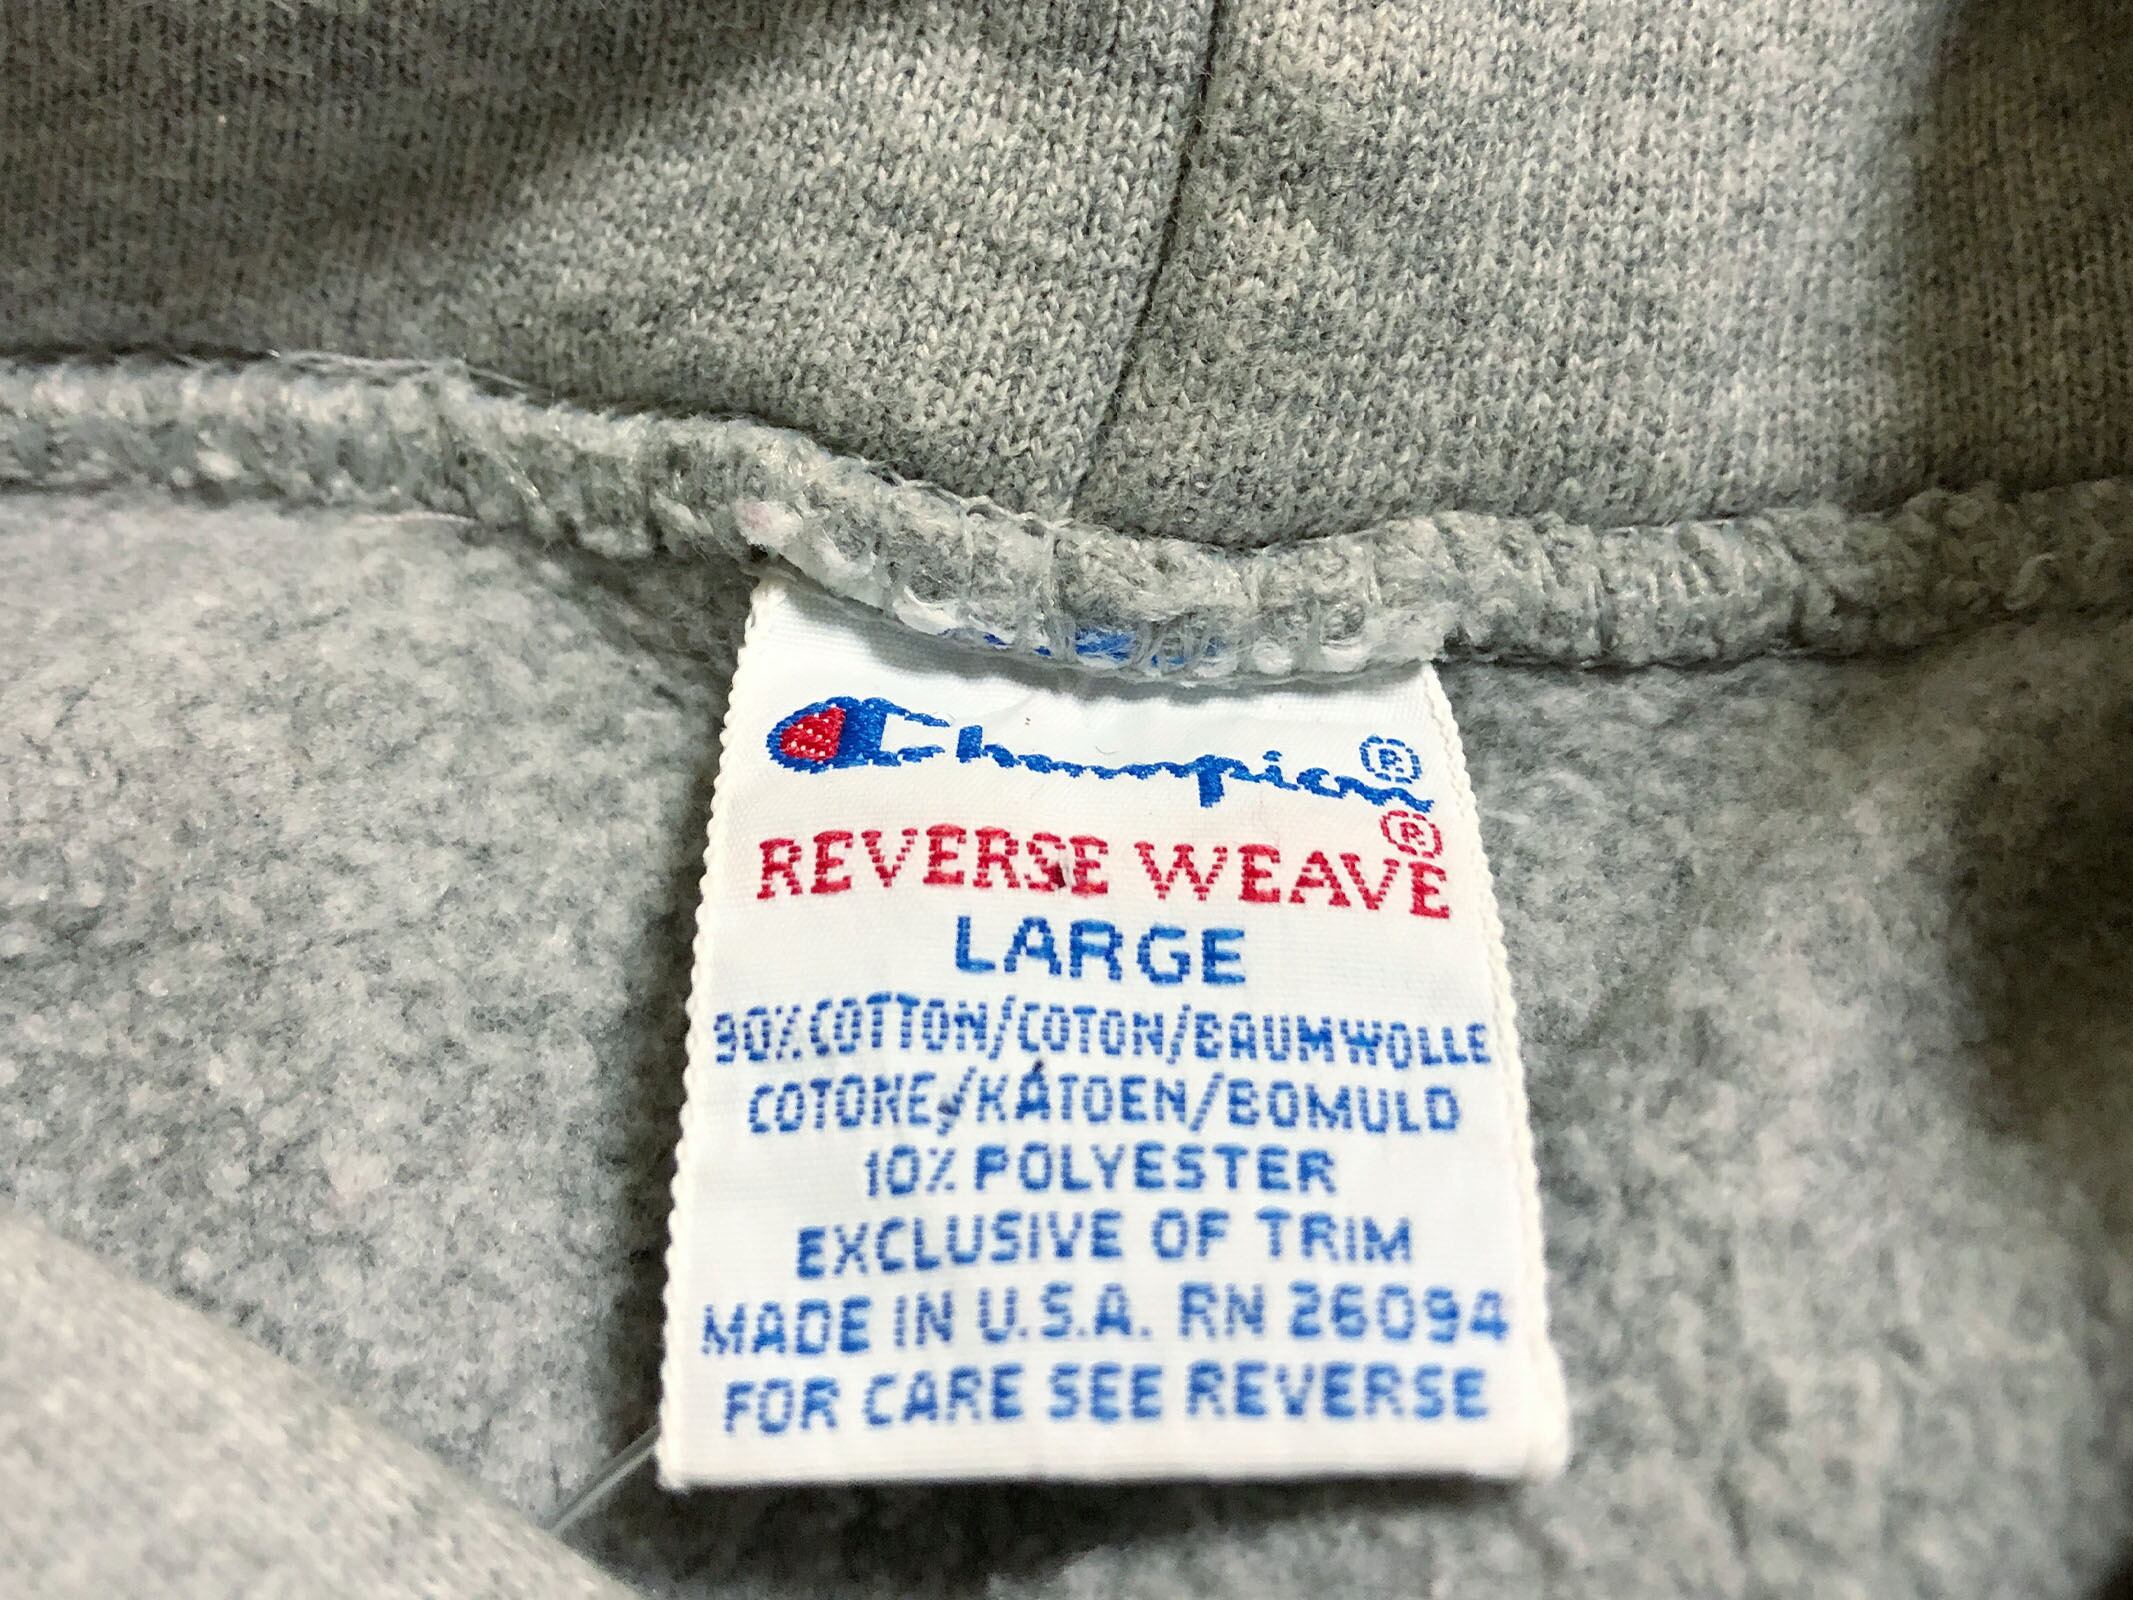 Champion®
REVERSE WEAVE®
LARGE
90% COTTON/COTON/BAUMWOLLE
COTONE/KATOEN/BOMULD
10% POLYESTER
EXCLUSIVE OF TRIM
MADE IN U.S.A. RN 26094
FOR CARE SEE REVERSE